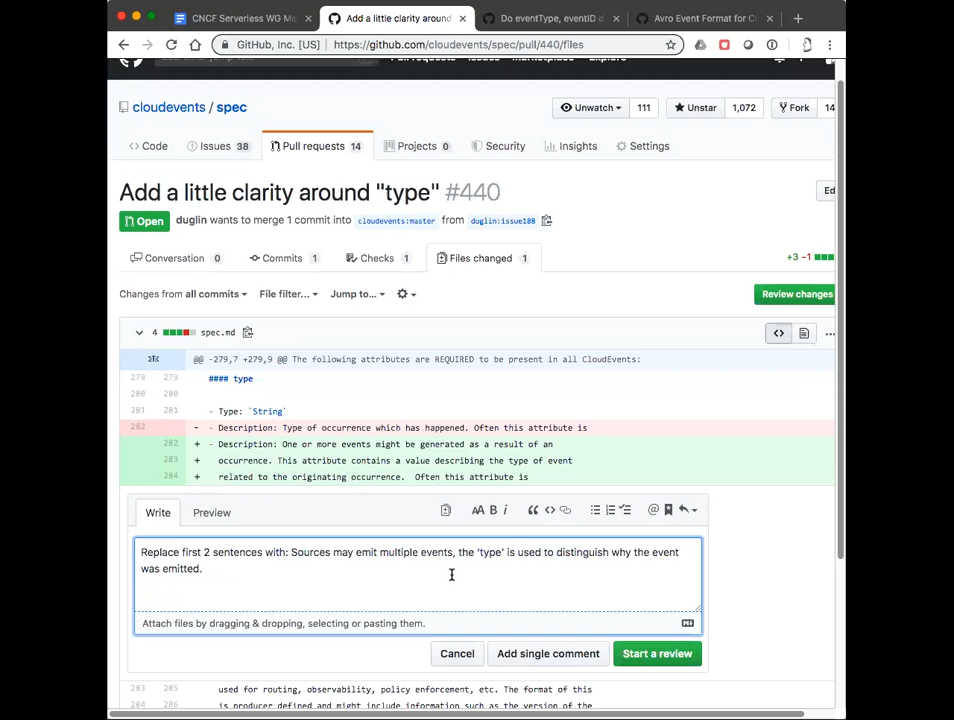 CNCF Serverless WG Me
Add a little clarity around
Do eventType, eventID d
Avro Event Format for C
GitHub, Inc. [US] https://github.com/cloudevents/spec/pull/440/files
cloudevents / spec
Unwatch 111
Unstar 1,072
Fork 14
Code
Issues 38
Pull requests 14
Projects 0
Security
Insights
Settings
Add a little clarity around "type" #440
Ed
Open duglin wants to merge 1 commit into cloudevents:master from duglin:issue188
Conversation 0
Commits 1
Checks 1
Files changed 1
+3 −1
Changes from all commits File filter... Jump to...
Review changes
4 spec.md
@@ -279,7 +279,9 @@ The following attributes are REQUIRED to be present in all CloudEvents:
279 279 #### type
280 280
281 281 - Type: `String`
282 - - Description: Type of occurrence which has happened. Often this attribute is
282 + - Description: One or more events might be generated as a result of an
283 + occurrence. This attribute contains a value describing the type of event
284 + related to the originating occurrence. Often this attribute is
Write Preview
Replace first 2 sentences with: Sources may emit multiple events, the 'type' is used to distinguish why the event
was emitted.
Attach files by dragging & dropping, selecting or pasting them.
Cancel Add single comment Start a review
283 285 used for routing, observability, policy enforcement, etc. The format of this
284 286 is producer defined and might include information such as the version of the